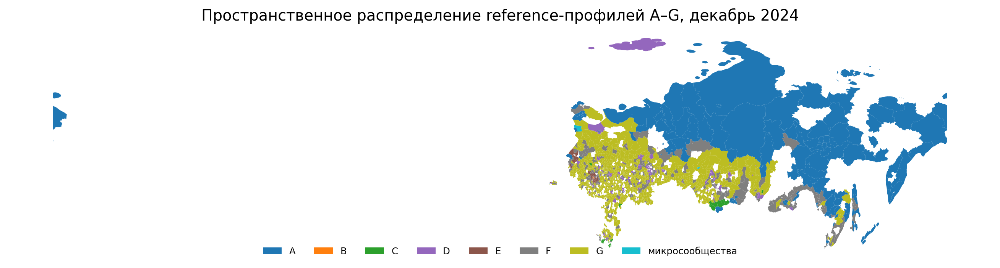 Пространственное распределение reference-профилей A–G, декабрь 2024
A B C D E F G микросообщества